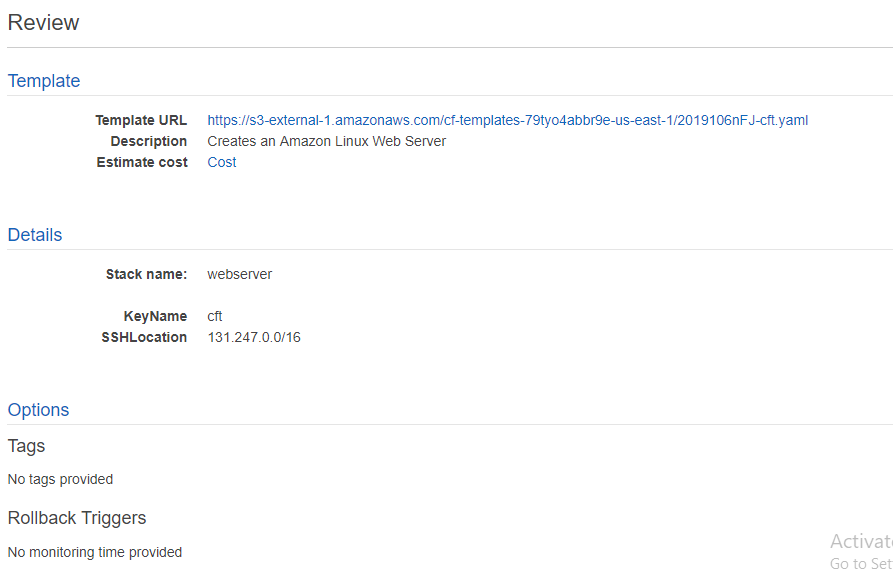 Review
Template
Template URL https://s3-external-1.amazonaws.com/cf-templates-79tyo4abbr9e-us-east-1/2019106nFJ-cft.yaml
Description Creates an Amazon Linux Web Server
Estimate cost Cost
Details
Stack name: webserver
KeyName cft
SSHLocation 131.247.0.0/16
Options
Tags
No tags provided
Rollback Triggers
No monitoring time provided
Activate
Go to Set